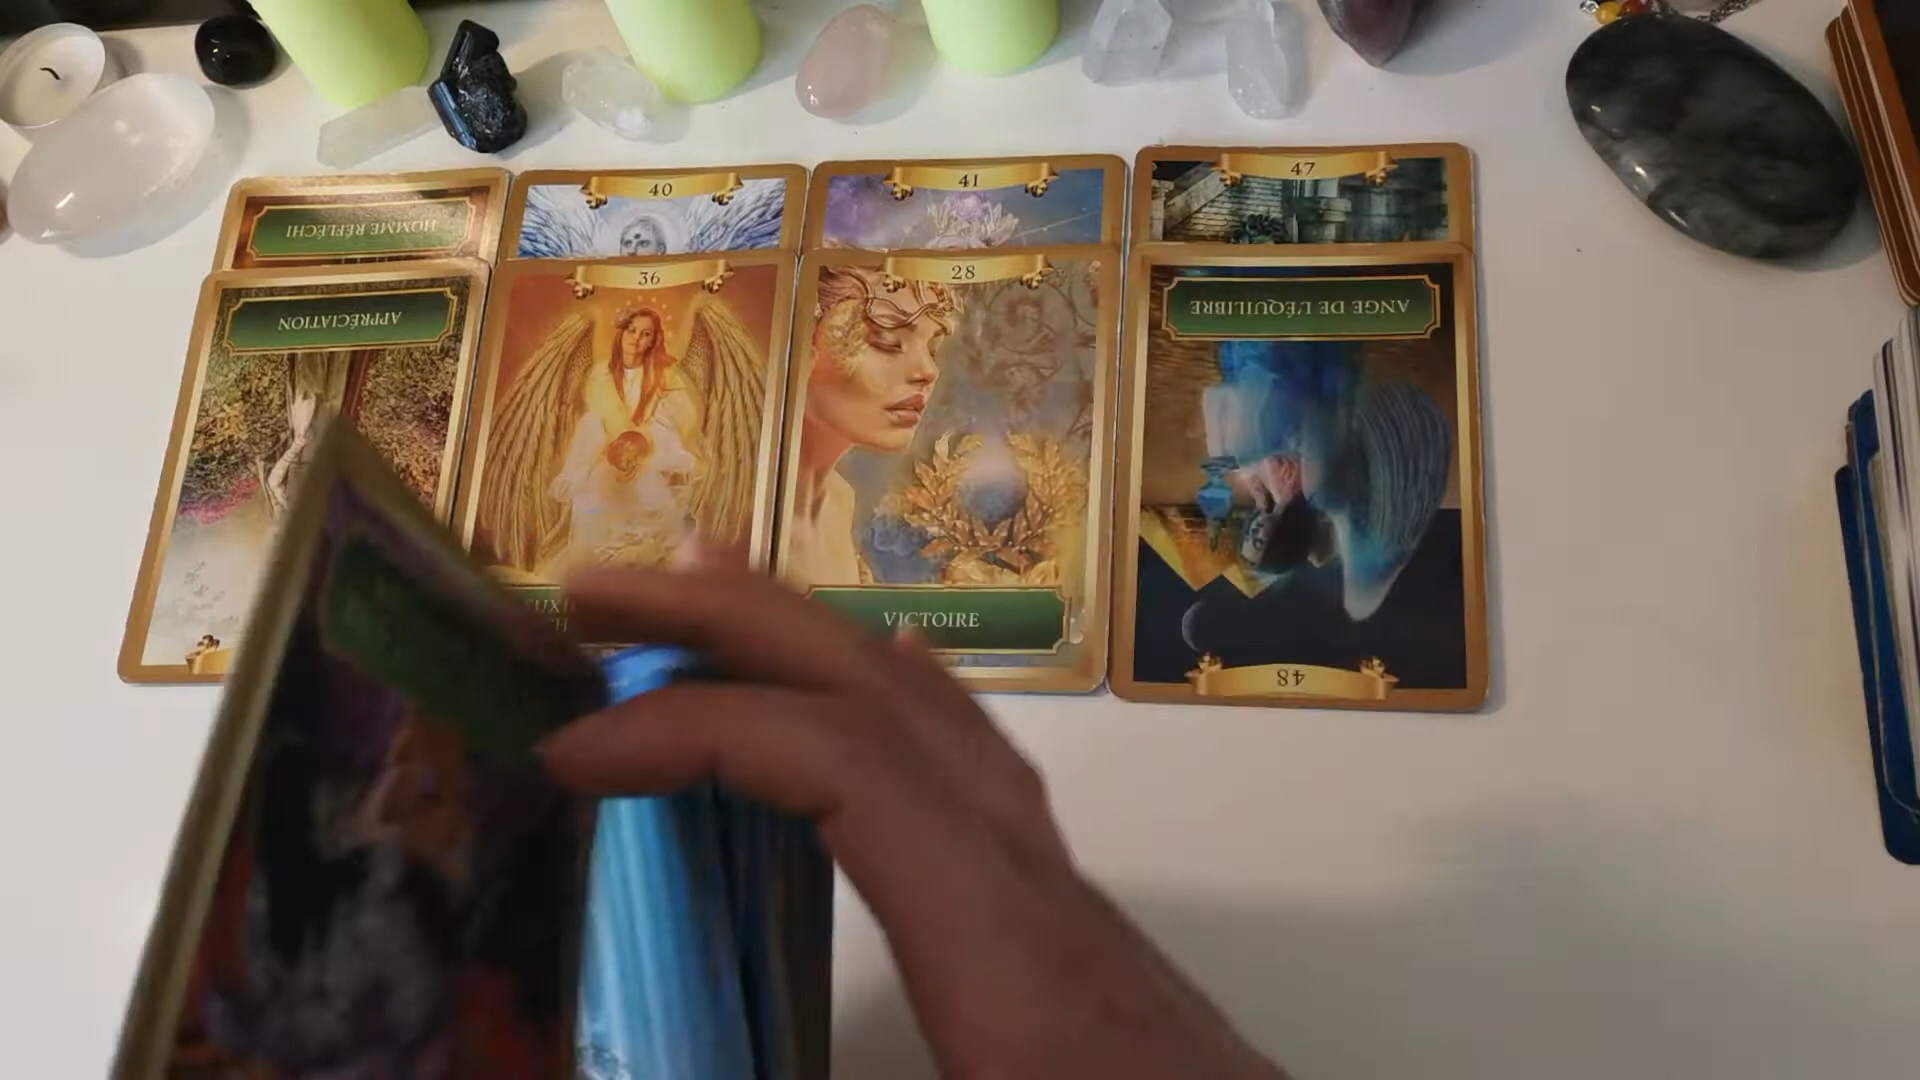 HOMME RÉFLÉCHI
40
41
47
APPRÉCIATION
36
28
ANGE DE L'ÉQUILIBRE
VICTOIRE
48